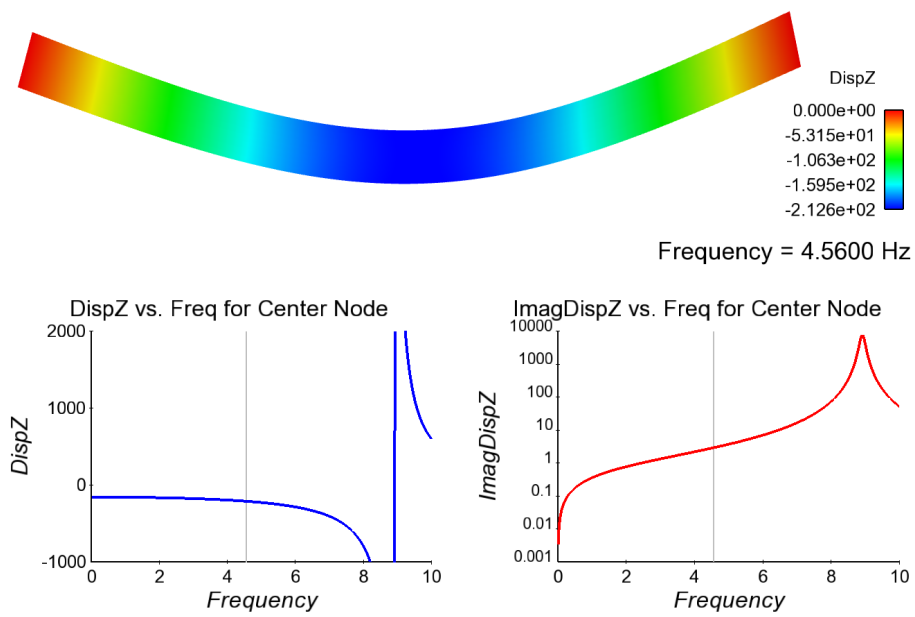 DispZ
0.000e+00
-5.315e+01
-1.063e+02
-1.595e+02
-2.126e+02
Frequency = 4.5600 Hz
DispZ vs. Freq for Center Node
2000
1000
0
-1000
DispZ
0 2 4 6 8 10
Frequency
ImagDispZ vs. Freq for Center Node
10000
1000
100
10
1
0.1
0.01
0.001
ImagDispZ
0 2 4 6 8 10
Frequency